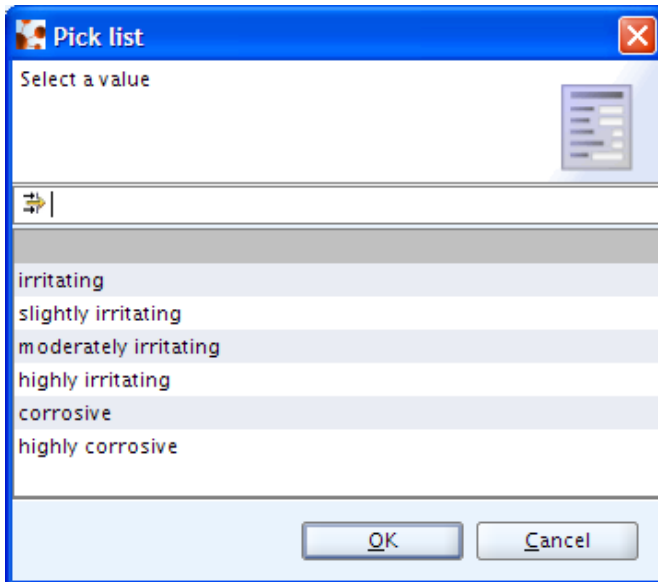 Pick list
Select a value
irritating
slightly irritating
moderately irritating
highly irritating
corrosive
highly corrosive
OK
Cancel